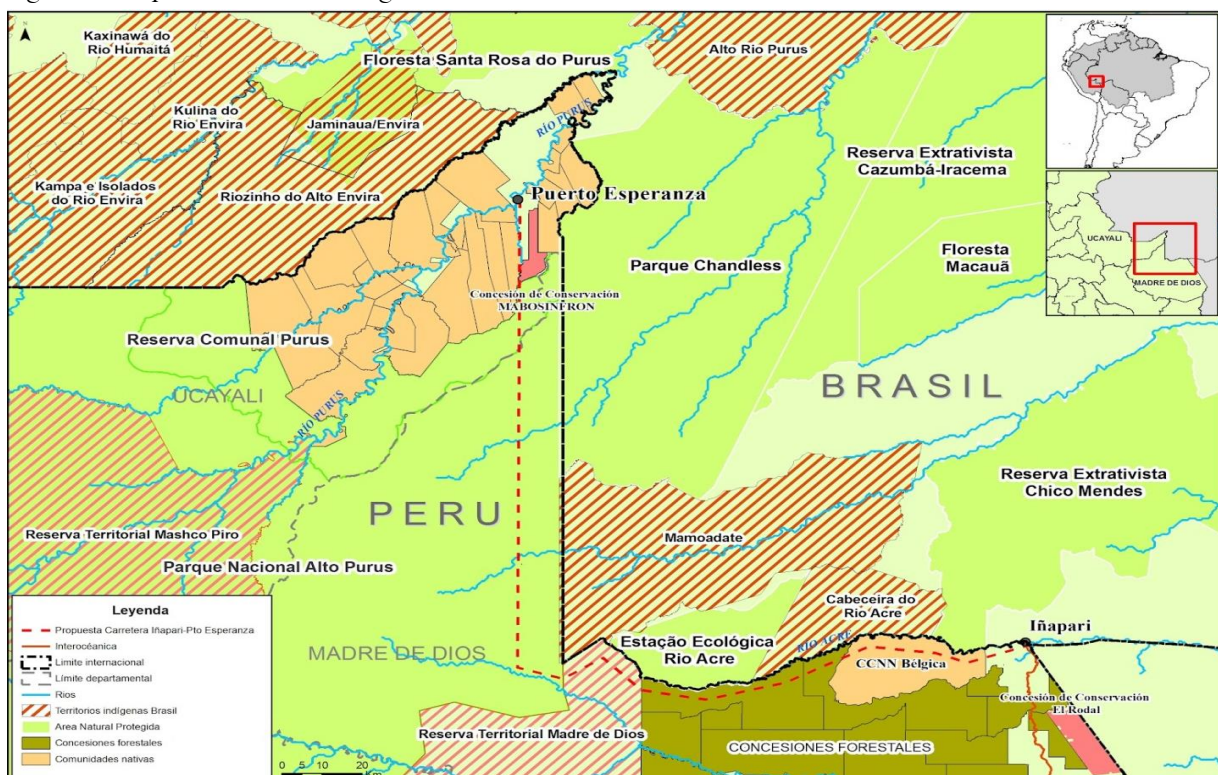 Kaxinawá do
Rio Humaitá
Floresta Santa Rosa do Purus
Alto Rio Purus
Kulina do
Rio Envira
Jaminaua/Envira
RÍO PURUS
Kampa e Isolados
do Rio Envira
Riozinho do Alto Envira
Puerto Esperanza
Reserva Extrativista
Cazumbá-Iracema
UCAYALI
MADRE DE DIOS
Parque Chandless
Floresta
Macauã
Concesión de Conservación
MABOSINFRON
Reserva Comunal Purus
UCAYALI
RÍO PURUS
BRASIL
Reserva Extrativista
Chico Mendes
PERU
Reserva Territorial Mashco Piro
Parque Nacional Alto Purus
Mamoadate
Cabeceira do
Rio Acre
Iñapari
Estação Ecológica
Rio Acre
RÍO ACRE
CCNN Bélgica
MADRE DE DIOS
Concesión de Conservación
El Rodal
Reserva Territorial Madre de Dios
CONCESIONES FORESTALES
Leyenda
Propuesta Carretera Iñapari-Pto Esperanza
Interocéanica
Limite internacional
Límite departamental
Rios
Territorios indígenas Brasil
Area Natural Protegida
Concesiones forestales
Comunidades nativas
0 10 20